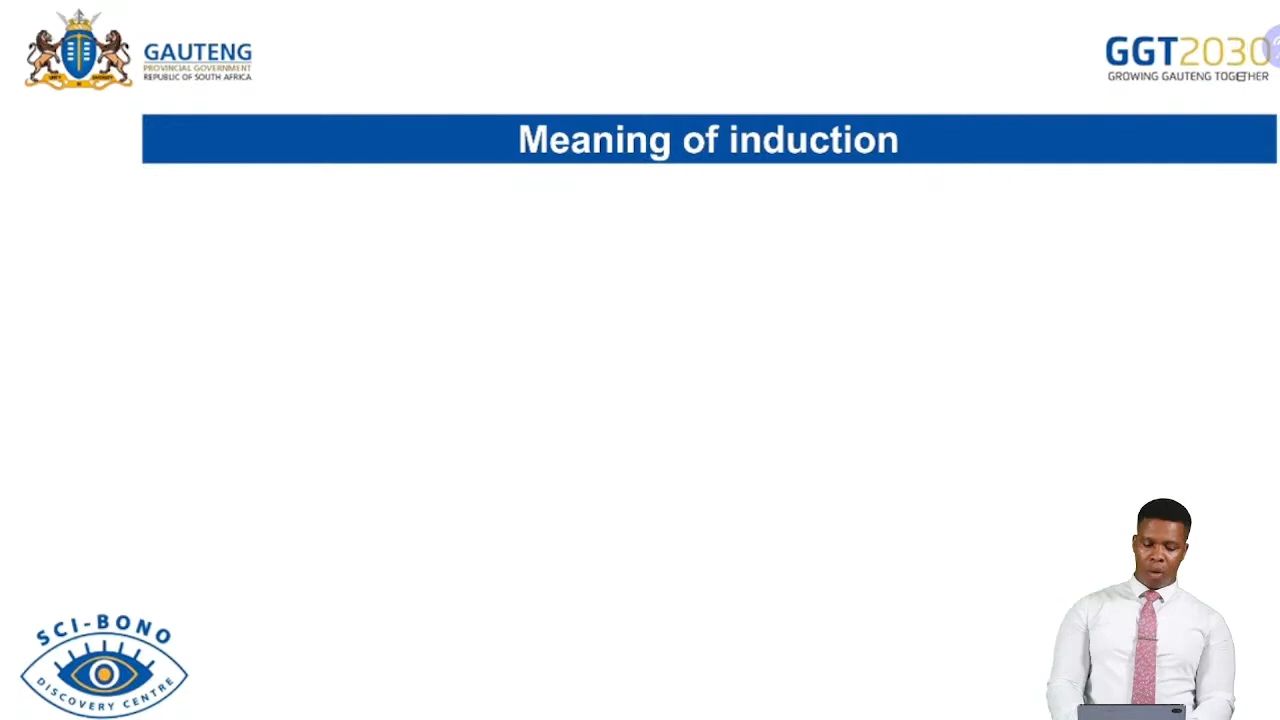 GAUTENG
PROVINCIAL GOVERNMENT
REPUBLIC OF SOUTH AFRICA
GGT2030
GROWING GAUTENG TOGETHER
Meaning of induction
SCI-BONO
DISCOVERY CENTRE